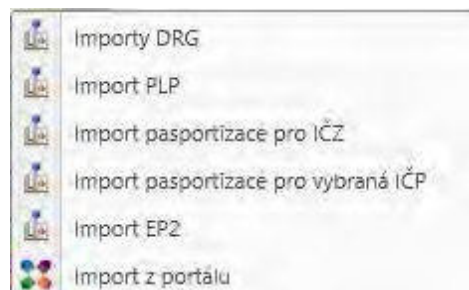 Importy DRG
Import PLP
Import pasportizace pro IČZ
Import pasportizace pro vybraná IČP
Import EP2
Import z portálu